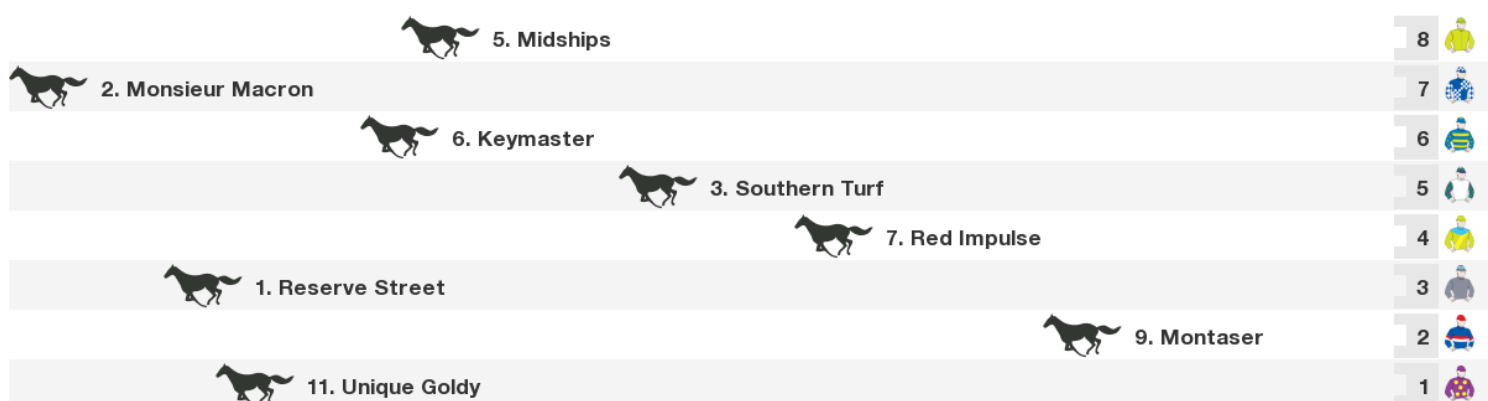 5. Midships 8
2. Monsieur Macron 7
6. Keymaster 6
3. Southern Turf 5
7. Red Impulse 4
1. Reserve Street 3
9. Montaser 2
11. Unique Goldy 1